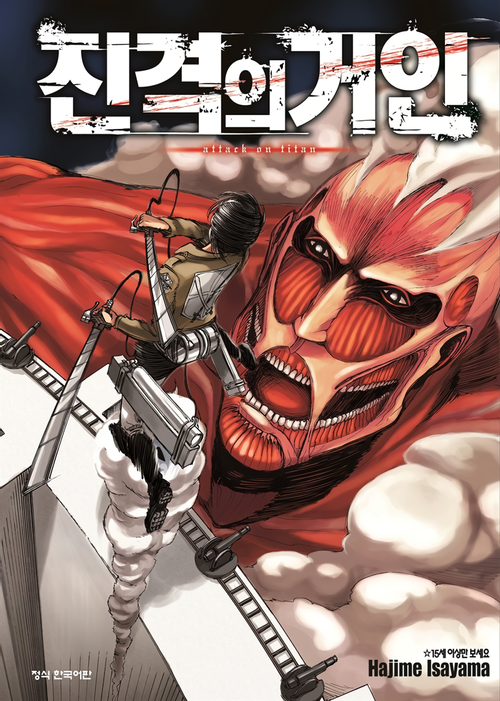 진격의 거인
attack on titan
☆15세 이상만 보세요
Hajime Isayama
정식 한국어판